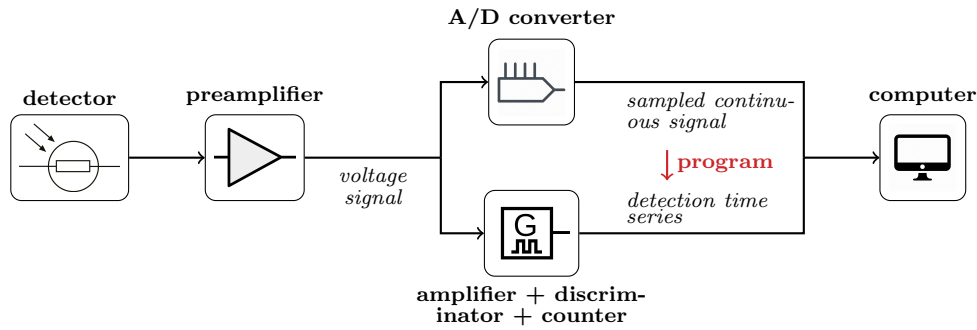 A/D converter
detector
preamplifier
computer
sampled continu-
ous signal
program
voltage
signal
detection time
series
G
amplifier + discrim-
inator + counter